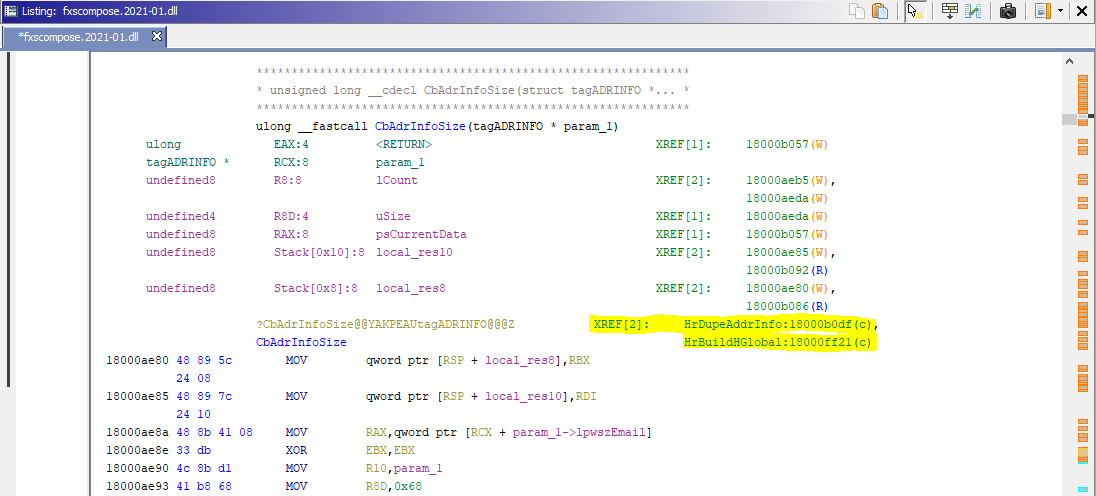 Listing: fxscompose.2021-01.dll
*fxscompose.2021-01.dll
*************************************************************
* unsigned long __cdecl CbAdrInfoSize(struct tagADRINFO *... *
*************************************************************
ulong __fastcall CbAdrInfoSize(tagADRINFO * param_1)
ulong EAX:4 <RETURN> XREF[1]: 18000b057(W)
tagADRINFO * RCX:8 param_1
undefined8 R8:8 lCount XREF[2]: 18000aeb5(W),
18000aeda(W)
undefined4 R8D:4 uSize XREF[1]: 18000aeda(W)
undefined8 RAX:8 psCurrentData XREF[1]: 18000b057(W)
undefined8 Stack[0x10]:8 local_res10 XREF[2]: 18000ae85(W),
18000b092(R)
undefined8 Stack[0x8]:8 local_res8 XREF[2]: 18000ae80(W),
18000b086(R)
?CbAdrInfoSize@@YAKPEAUtagADRINFO@@@Z XREF[2]: HrDupeAddrInfo:18000b0df(c),
CbAdrInfoSize HrBuildHGlobal:18000ff21(c)
18000ae80 48 89 5c MOV qword ptr [RSP + local_res8],RBX
24 08
18000ae85 48 89 7c MOV qword ptr [RSP + local_res10],RDI
24 10
18000ae8a 48 8b 41 08 MOV RAX,qword ptr [RCX + param_1->lpwszEmail]
18000ae8e 33 db XOR EBX,EBX
18000ae90 4c 8b d1 MOV R10,param_1
18000ae93 41 b8 68 MOV R8D,0x68